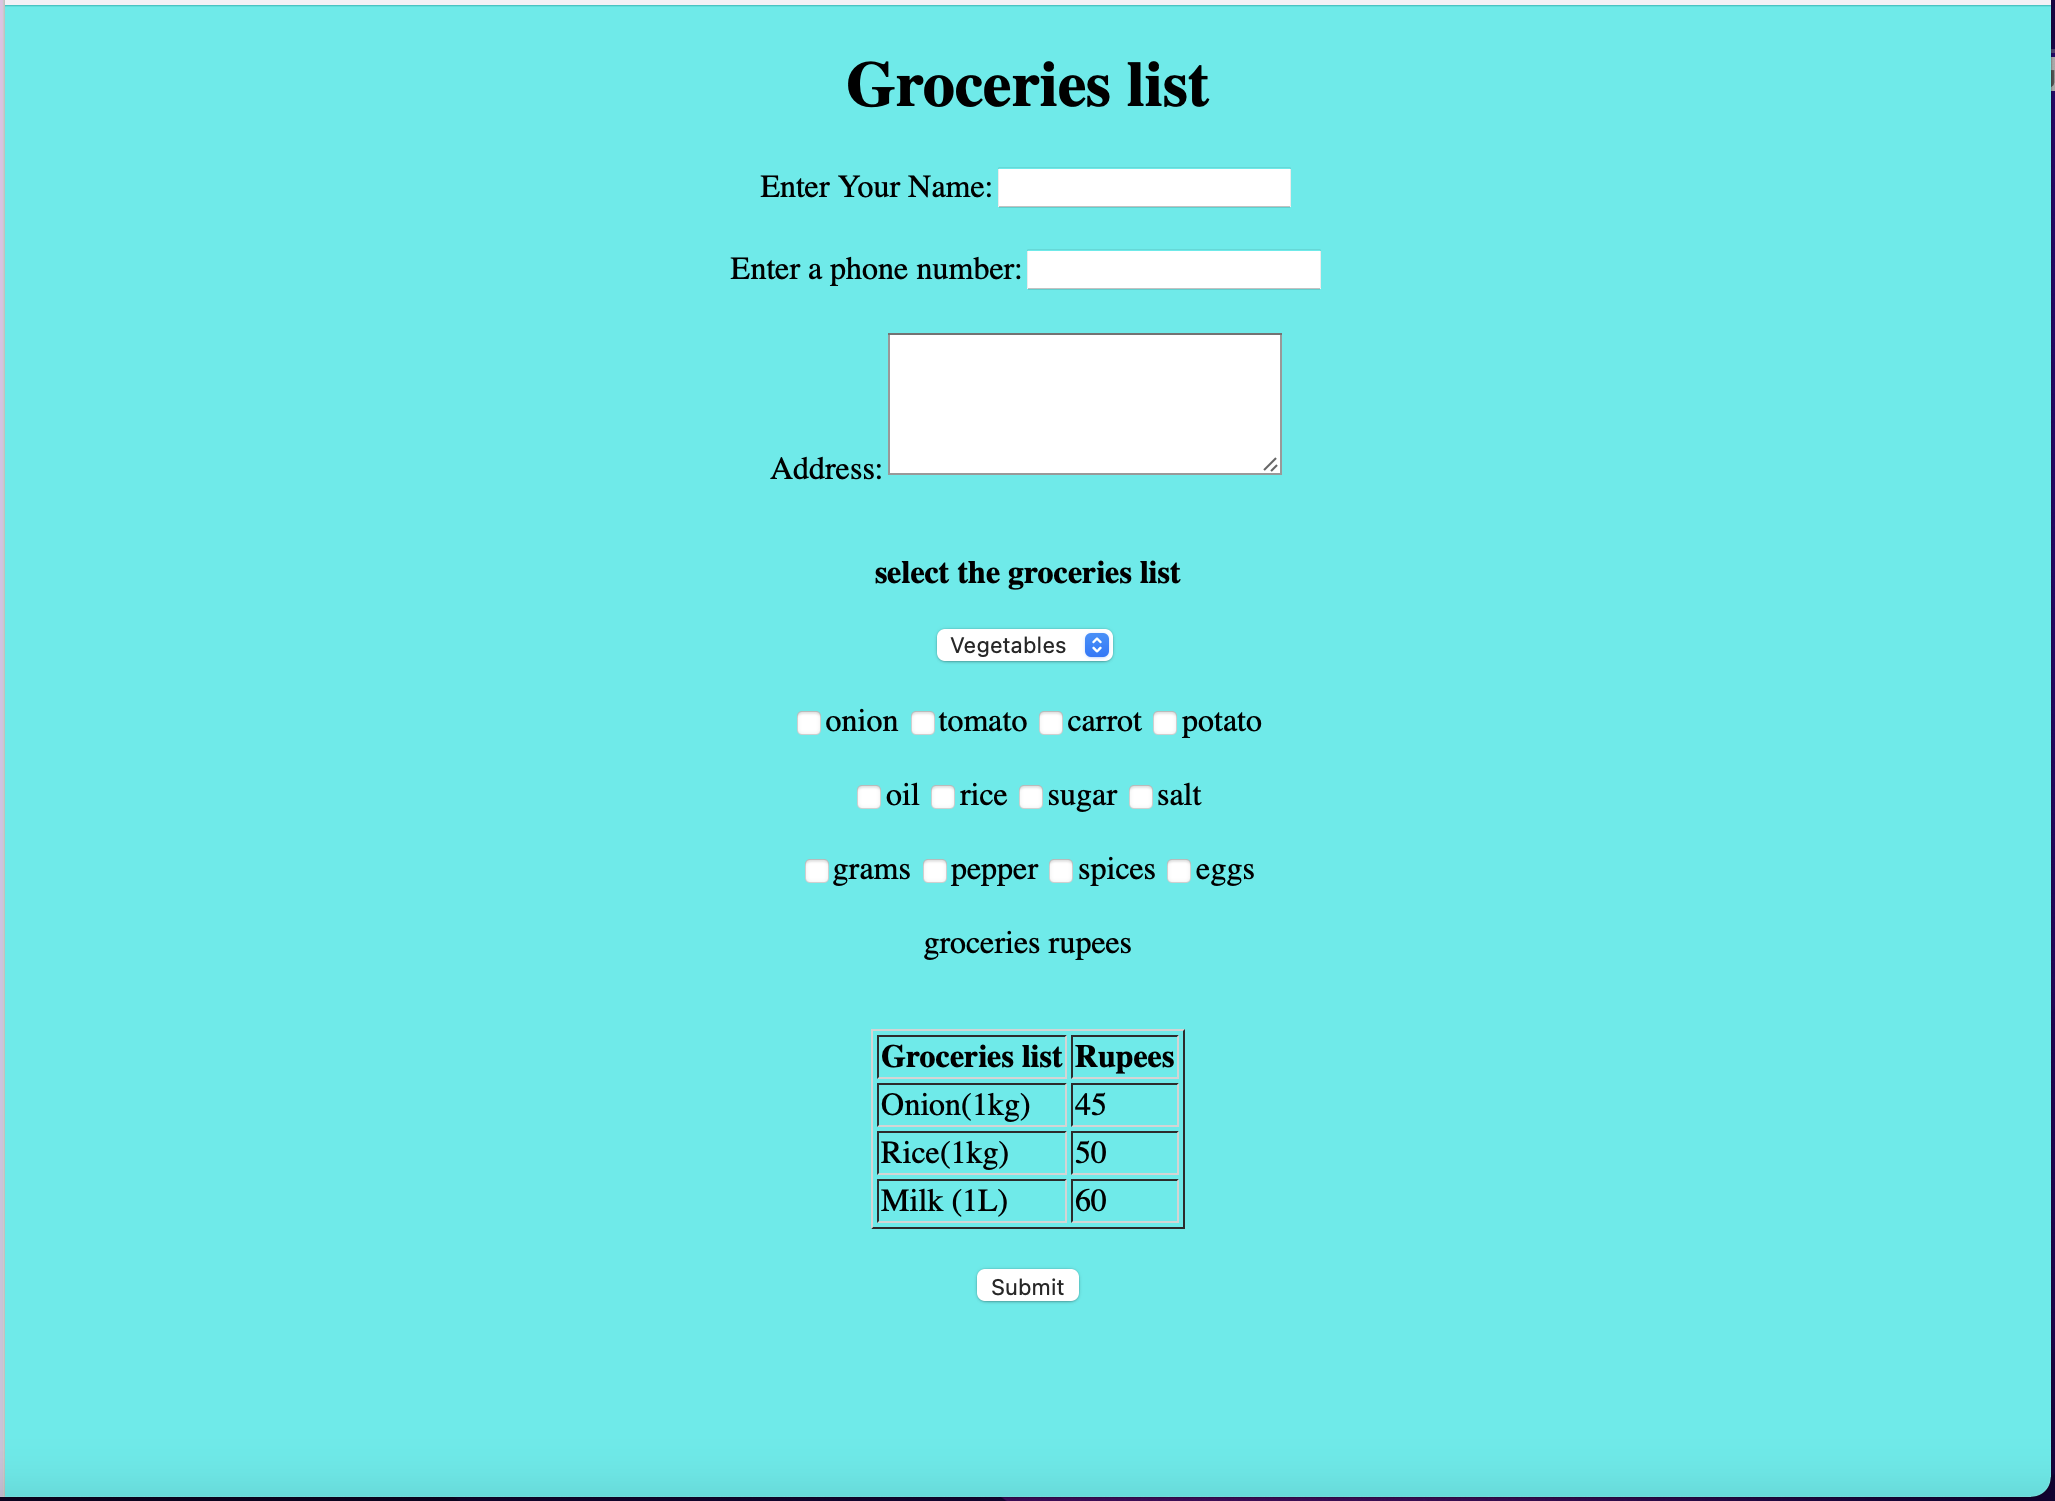 Groceries list
Enter Your Name:
Enter a phone number:
Address:
select the groceries list
Vegetables
onion tomato carrot potato
oil rice sugar salt
grams pepper spices eggs
groceries rupees
Groceries list Rupees
Onion(1kg) 45
Rice(1kg) 50
Milk (1L) 60
Submit